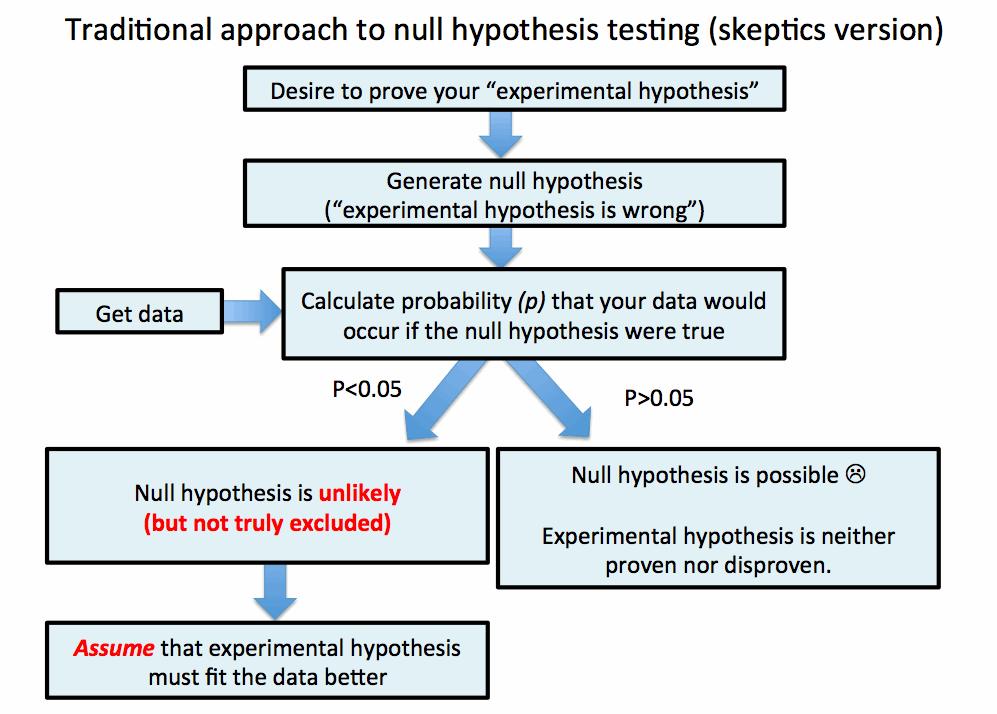 Traditional approach to null hypothesis testing (skeptics version)
Desire to prove your “experimental hypothesis”
Generate null hypothesis
(“experimental hypothesis is wrong”)
Get data
Calculate probability (p) that your data would
occur if the null hypothesis were true
P<0.05
P>0.05
Null hypothesis is unlikely
(but not truly excluded)
Null hypothesis is possible ☹
Experimental hypothesis is neither
proven nor disproven.
Assume that experimental hypothesis
must fit the data better